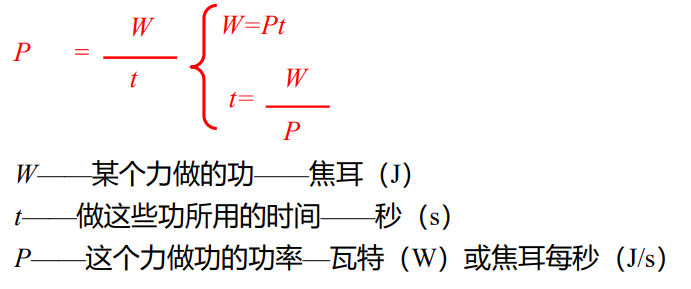 P = W/t { W=Pt
t= W/P
W——某个力做的功——焦耳（J）
t——做这些功所用的时间——秒（s）
P——这个力做功的功率—瓦特（W）或焦耳每秒（J/s）